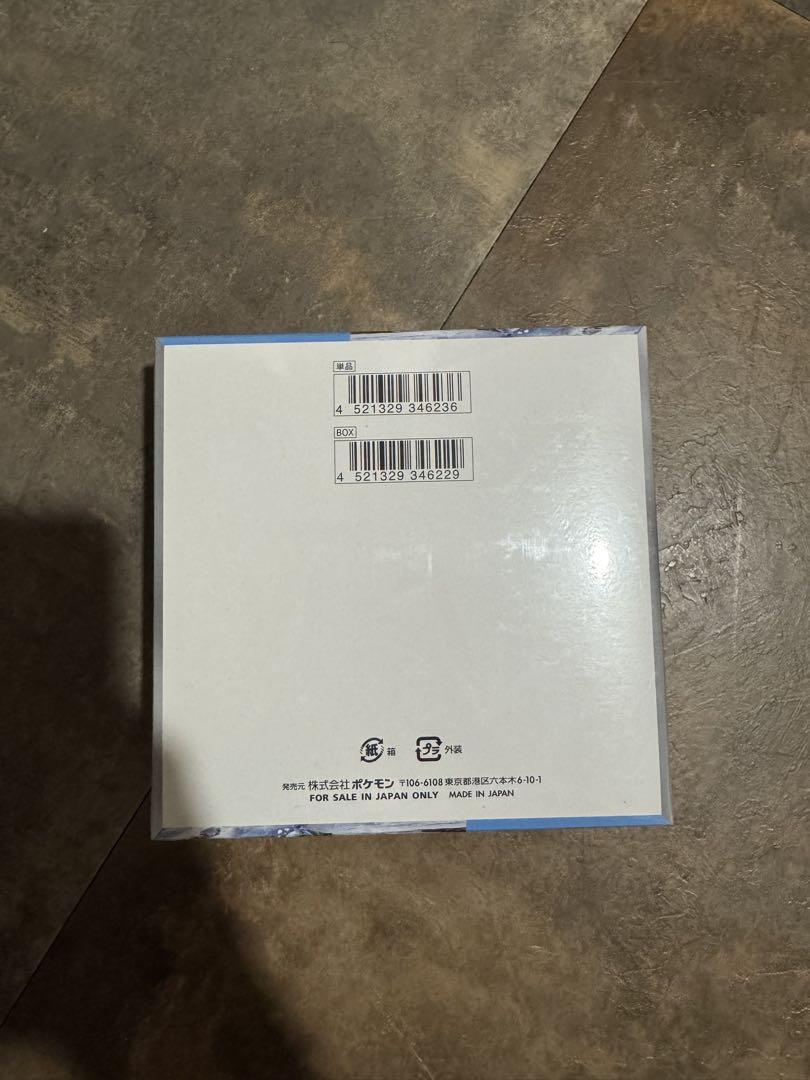 単品
4 521329 346236
BOX
4 521329 346229
紙 箱 プラ 外装
発売元 株式会社 ポケモン 〒106-6108 東京都港区六本木6-10-1
FOR SALE IN JAPAN ONLY MADE IN JAPAN